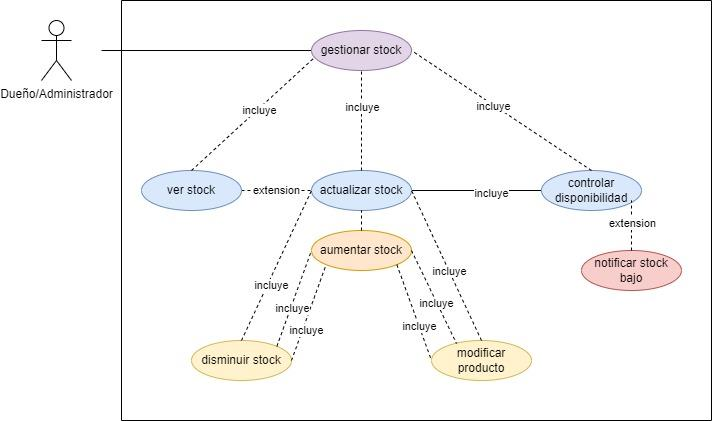 gestionar stock
Dueño/Administrador
incluye
incluye
incluye
ver stock
extension
actualizar stock
incluye
controlar
disponibilidad
extension
aumentar stock
notificar stock
bajo
incluye
incluye
incluye
incluye
incluye
incluye
disminuir stock
modificar
producto